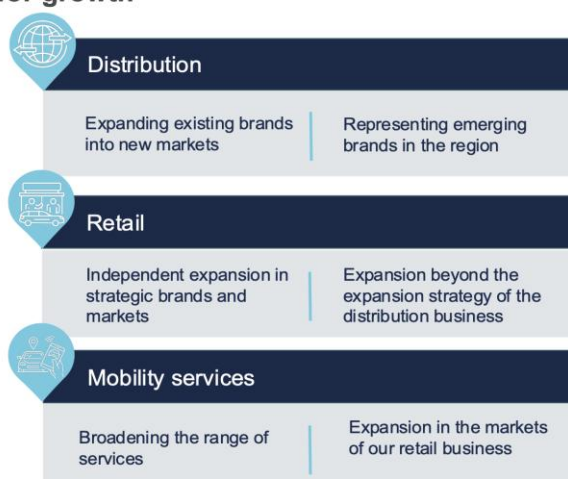 Distribution
Expanding existing brands
into new markets
Representing emerging
brands in the region
Retail
Independent expansion in
strategic brands and
markets
Expansion beyond the
expansion strategy of the
distribution business
Mobility services
Broadening the range of
services
Expansion in the markets
of our retail business